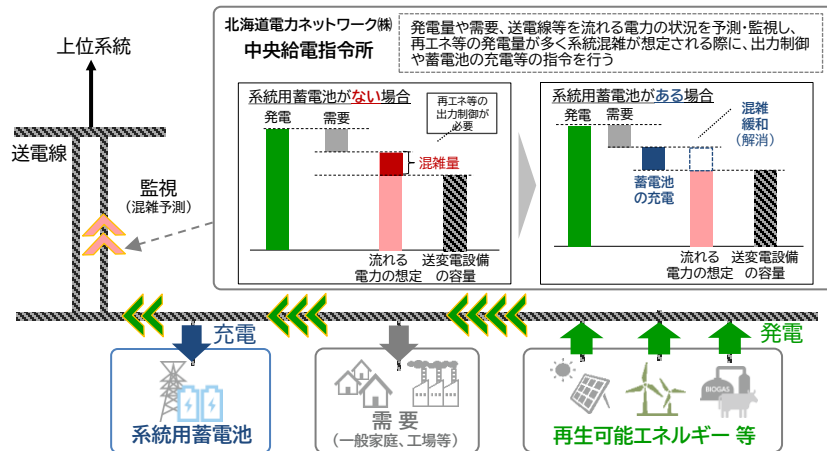 北海道電力ネットワーク㈱
中央給電指令所
発電量や需要、送電線等を流れる電力の状況を予測・監視し、
再エネ等の発電量が多く系統混雑が想定される際に、出力制御
や蓄電池の充電等の指令を行う
上位系統
送電線
監視
(混雑予測)
系統用蓄電池がない場合
発電
需要
再エネ等の
出力制御が
必要
混雑量
流れる
電力の想定
送変電設備
の容量
系統用蓄電池がある場合
発電
需要
混雑
緩和
(解消)
蓄電池
の充電
流れる
電力の想定
送変電設備
の容量
充電
発電
系統用蓄電池
需 要
(一般家庭、工場等)
BIOGAS
再生可能エネルギー 等